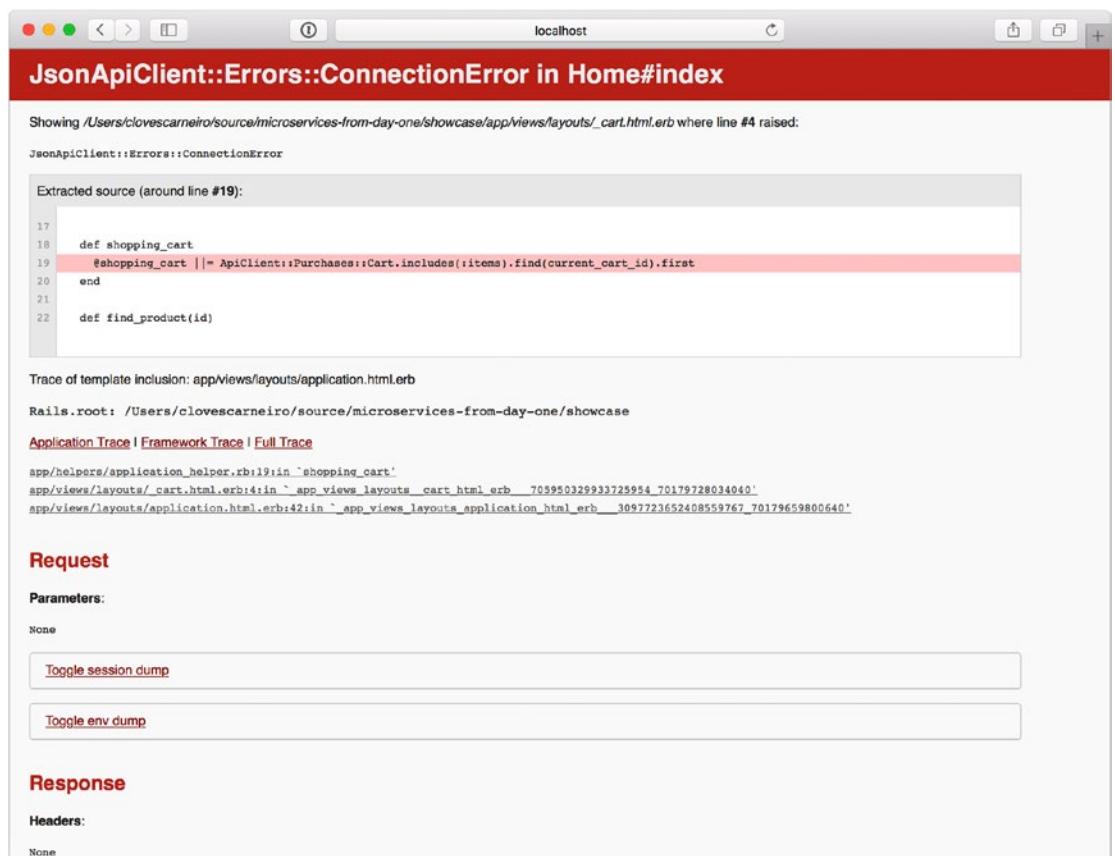 localhost
JsonApiClient::Errors::ConnectionError in Home#index
Showing /Users/clovescarneiro/source/microservices-from-day-one/showcase/app/views/layouts/_cart.html.erb where line #4 raised:
JsonApiClient::Errors::ConnectionError
Extracted source (around line #19):
17
18 def shopping_cart
19 @shopping_cart ||= ApiClient::Purchases::Cart.includes(:items).find(current_cart_id).first
20 end
21
22 def find_product(id)
Trace of template inclusion: app/views/layouts/application.html.erb
Rails.root: /Users/clovescarneiro/source/microservices-from-day-one/showcase
Application Trace | Framework Trace | Full Trace
app/helpers/application_helper.rb:19:in `shopping_cart'
app/views/layouts/_cart.html.erb:4:in `_app_views_layouts__cart_html_erb___705950329933725954_70179728034040'
app/views/layouts/application.html.erb:42:in `_app_views_layouts_application_html_erb___3097723652408559767_70179659800640'
Request
Parameters:
None
Toggle session dump
Toggle env dump
Response
Headers:
None